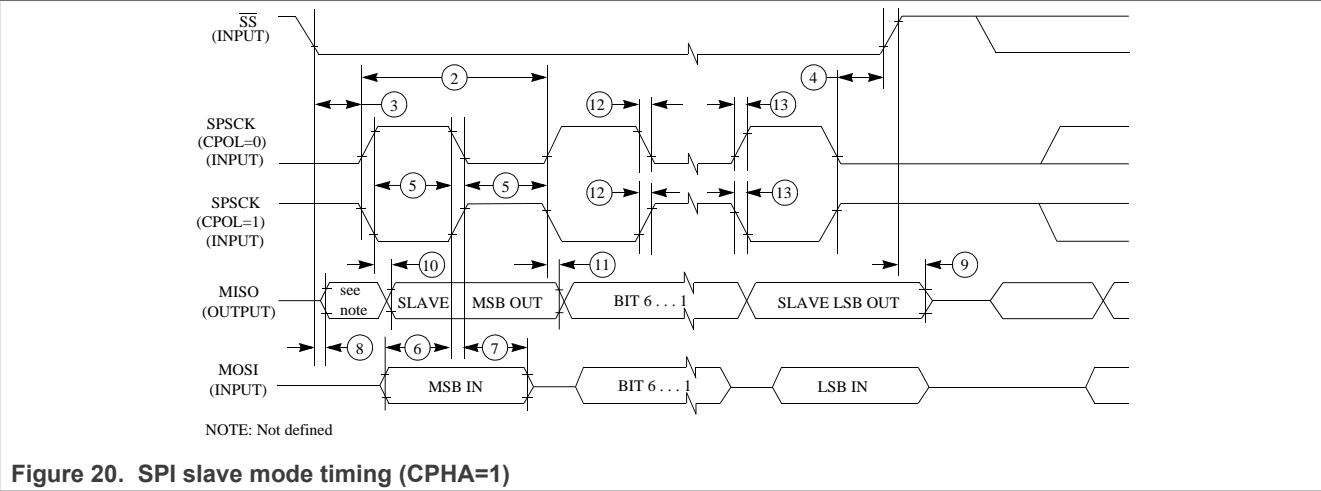 SS
(INPUT)
2
4
3
12
13
SPSCK
(CPOL=0)
(INPUT)
5
5
12
13
SPSCK
(CPOL=1)
(INPUT)
10
11
9
MISO
(OUTPUT)
see
note
SLAVE
MSB OUT
BIT 6 . . . 1
SLAVE LSB OUT
8
6
7
MOSI
(INPUT)
MSB IN
BIT 6 . . . 1
LSB IN
NOTE: Not defined
Figure 20. SPI slave mode timing (CPHA=1)